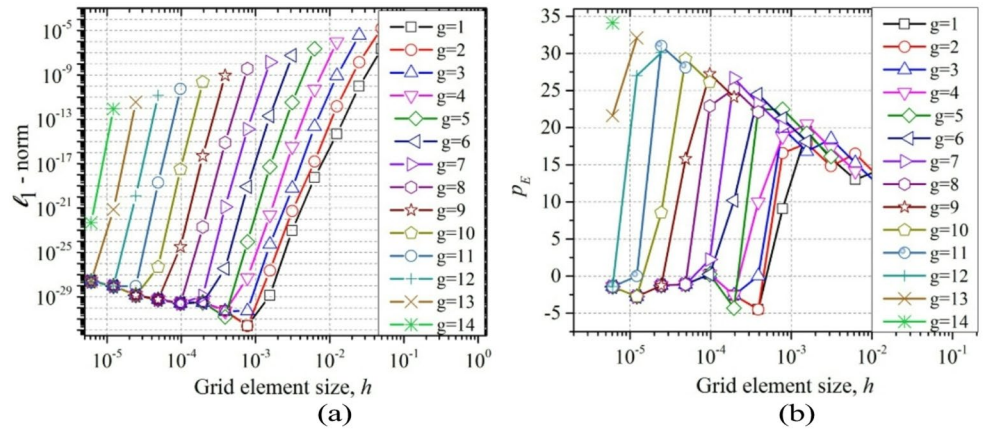 10⁻⁵
10⁻⁹
10⁻¹³
10⁻¹⁷
10⁻²¹
10⁻²⁵
10⁻²⁹
ℓ₁ - norm
10⁻⁵ 10⁻⁴ 10⁻³ 10⁻² 10⁻¹ 10⁰
Grid element size, h
g=1
g=2
g=3
g=4
g=5
g=6
g=7
g=8
g=9
g=10
g=11
g=12
g=13
g=14
(a)
35
30
25
20
15
10
5
0
-5
p_E
10⁻⁵ 10⁻⁴ 10⁻³ 10⁻² 10⁻¹
Grid element size, h
g=1
g=2
g=3
g=4
g=5
g=6
g=7
g=8
g=9
g=10
g=11
g=12
g=13
g=14
(b)